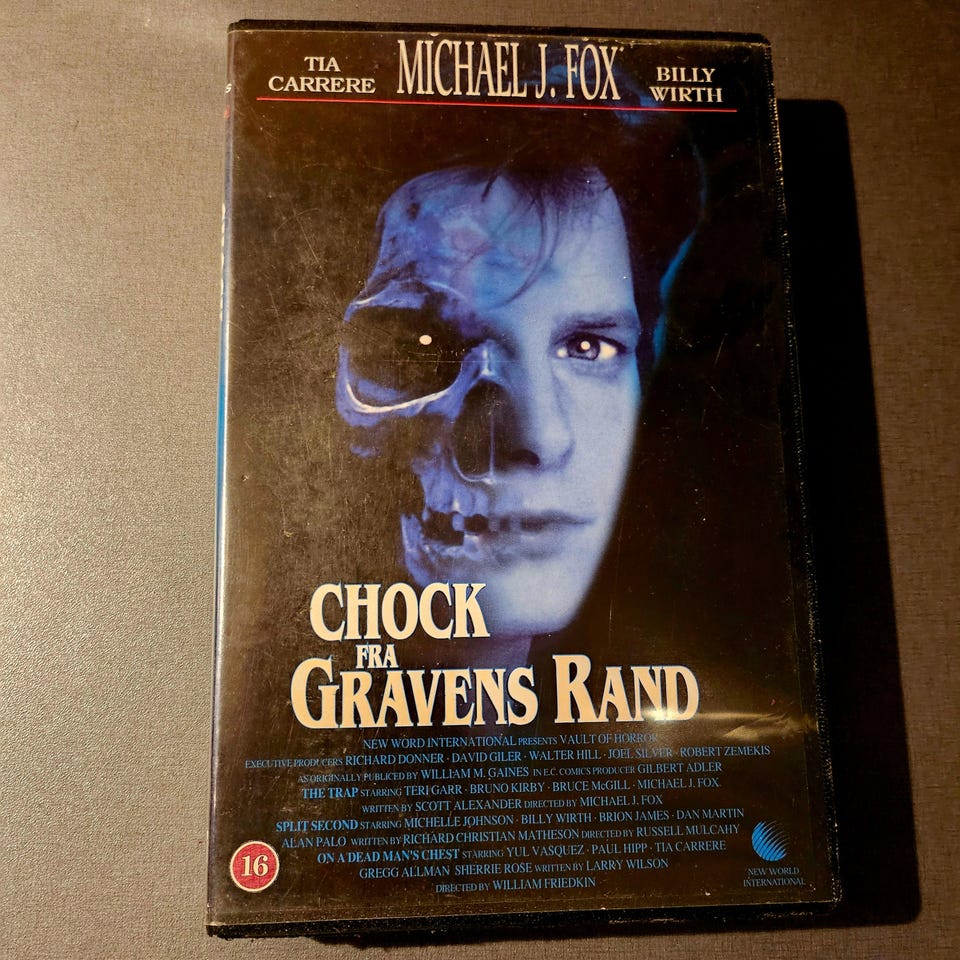 TIA CARRERE
MICHAEL J. FOX
BILLY WIRTH
CHOCK
FRA
GRAVENS RAND
NEW WORD INTERNATIONAL PRESENTS VAULT OF HORROR
EXECUTIVE PRODUCERS RICHARD DONNER · DAVID GILER · WALTER HILL · JOEL SILVER · ROBERT ZEMEKIS
AS ORIGINALLY PUBLICED BY WILLIAM M. GAINES IN E.C. COMICS PRODUCER GILBERT ADLER
THE TRAP STARRING TERI GARR · BRUNO KIRBY · BRUCE McGILL · MICHAEL J. FOX
WRITTEN BY SCOTT ALEXANDER DIRECTED BY MICHAEL J. FOX
SPLIT SECOND STARRING MICHELLE JOHNSON · BILLY WIRTH · BRION JAMES · DAN MARTIN
ALAN PALO WRITTEN BY RICHARD CHRISTIAN MATHESON DIRECTED BY RUSSELL MULCAHY
ON A DEAD MAN'S CHEST STARRING YUL VASQUEZ · PAUL HIPP · TIA CARRERE
GREGG ALLMAN SHERRIE ROSE WRITTEN BY LARRY WILSON
DIRECTED BY WILLIAM FRIEDKIN
16
NEW WORLD
INTERNATIONAL